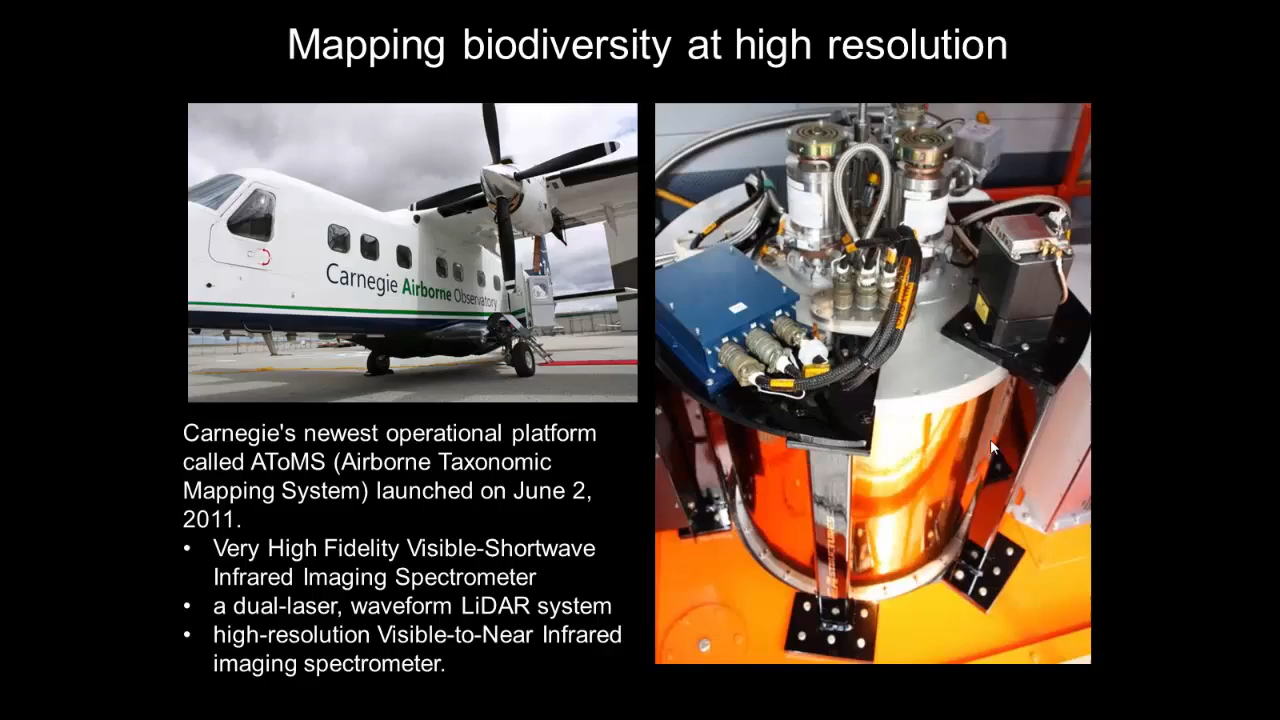 Mapping biodiversity at high resolution
Carnegie Airborne Observatory
Carnegie's newest operational platform
called AToMS (Airborne Taxonomic
Mapping System) launched on June 2,
2011.
• Very High Fidelity Visible-Shortwave
Infrared Imaging Spectrometer
• a dual-laser, waveform LiDAR system
• high-resolution Visible-to-Near Infrared
imaging spectrometer.